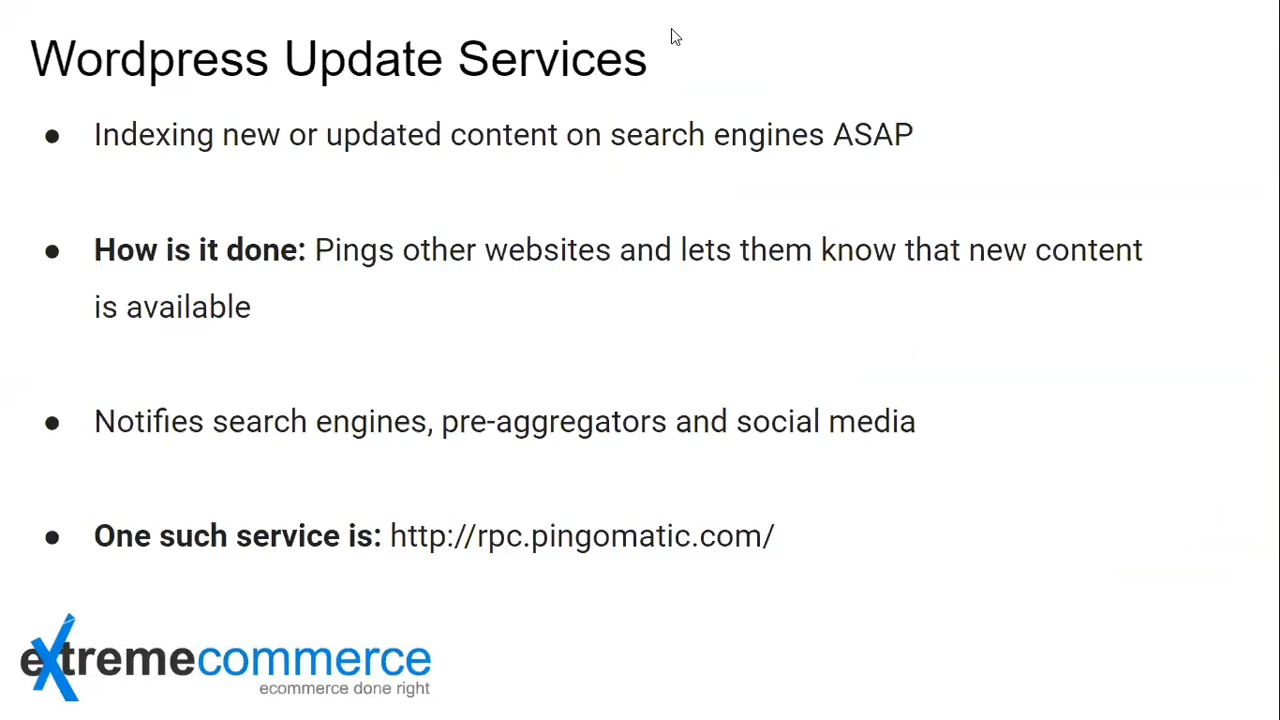 Wordpress Update Services
● Indexing new or updated content on search engines ASAP
● How is it done: Pings other websites and lets them know that new content
is available
● Notifies search engines, pre-aggregators and social media
● One such service is: http://rpc.pingomatic.com/
extremecommerce
ecommerce done right